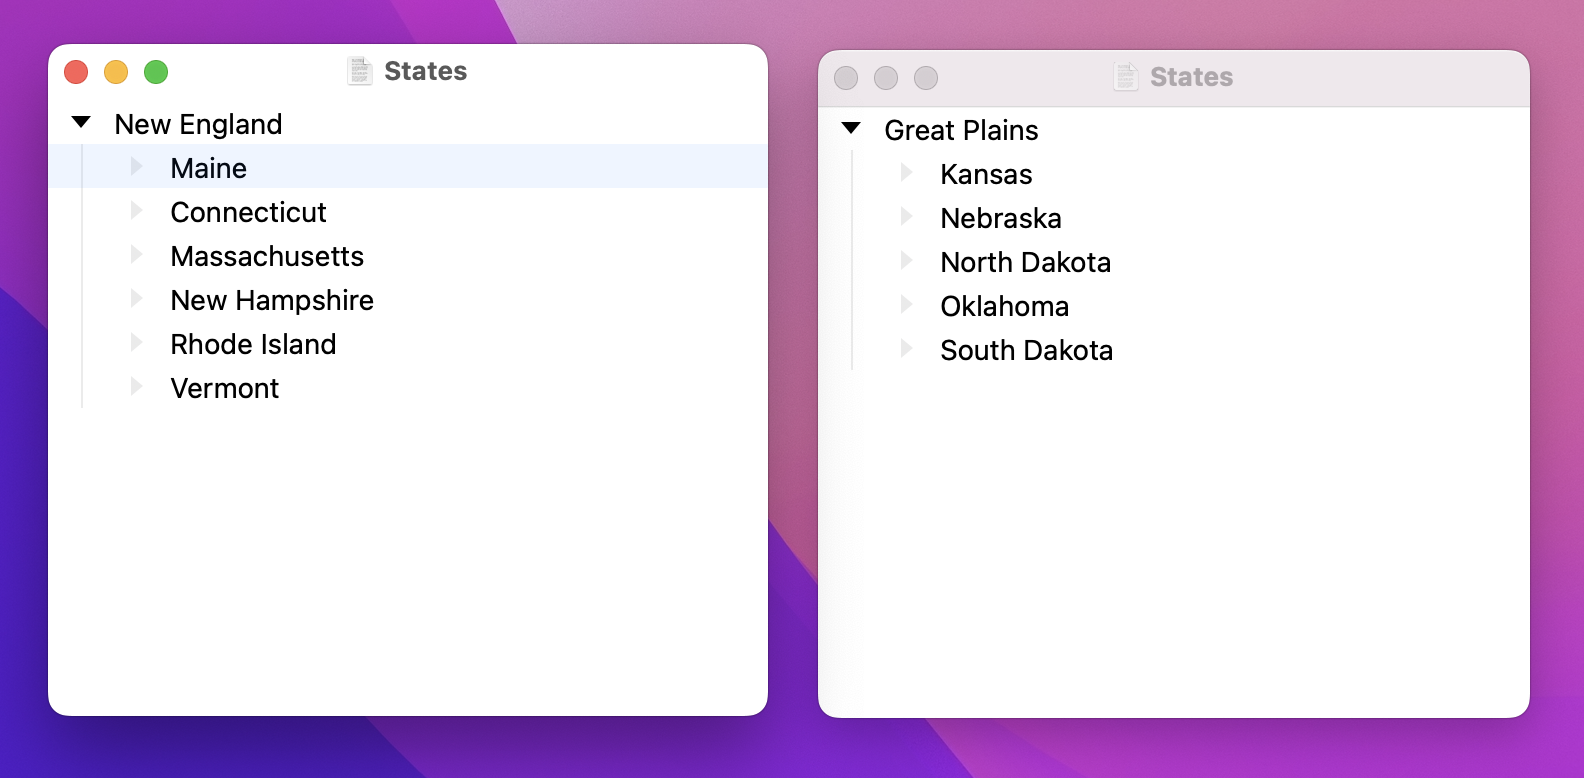 States
New England
Maine
Connecticut
Massachusetts
New Hampshire
Rhode Island
Vermont
States
Great Plains
Kansas
Nebraska
North Dakota
Oklahoma
South Dakota